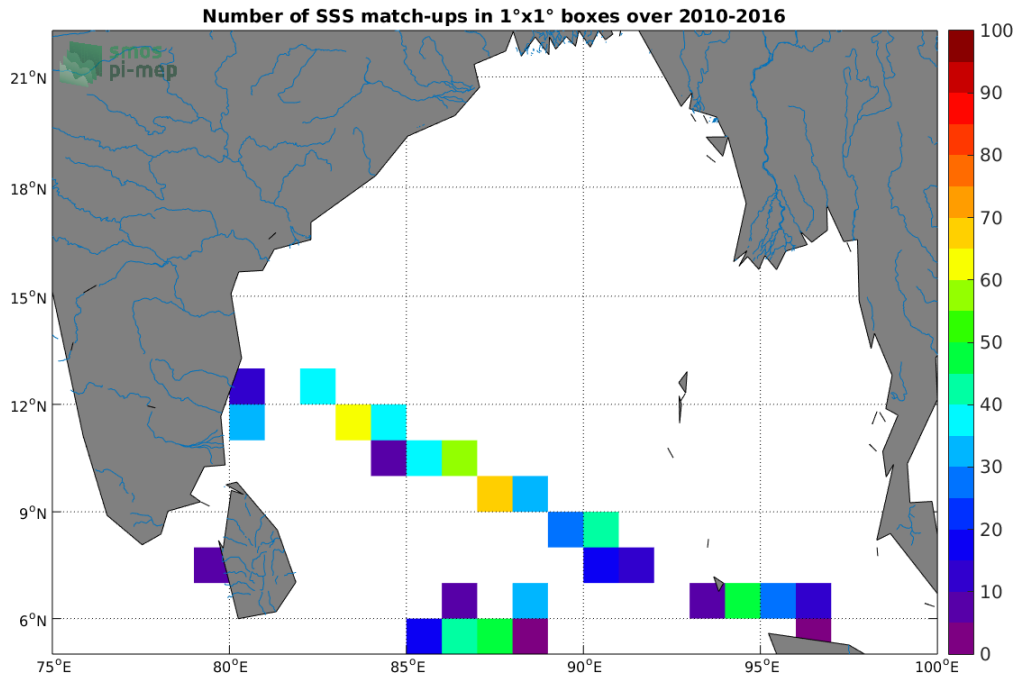 Number of SSS match-ups in 1°x1° boxes over 2010-2016
smos
pi-mep
21°N
18°N
15°N
12°N
9°N
6°N
75°E
80°E
85°E
90°E
95°E
100°E
100
90
80
70
60
50
40
30
20
10
0